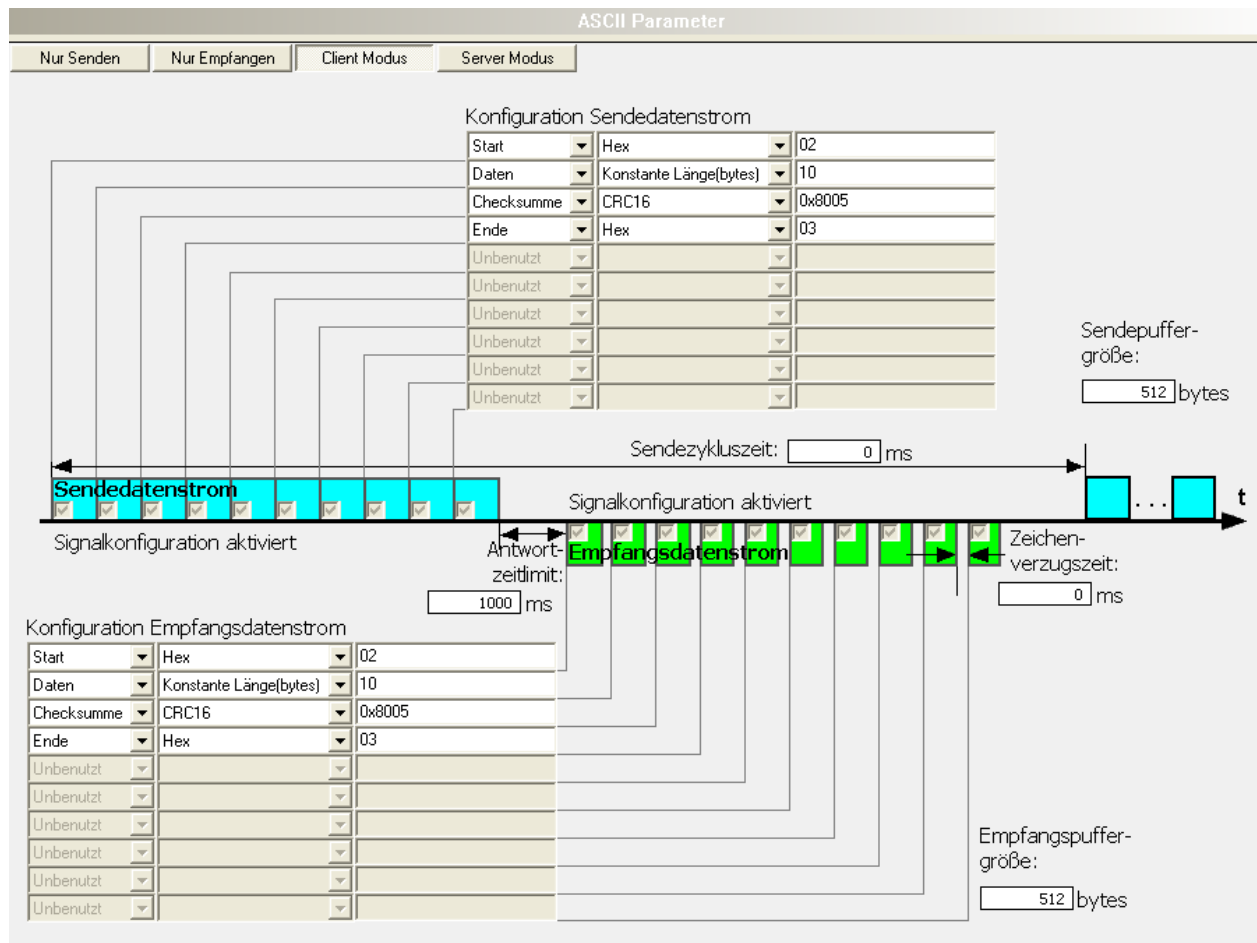 ASCII Parameter
Nur Senden Nur Empfangen Client Modus Server Modus
Konfiguration Sendedatenstrom
Start Hex 02
Daten Konstante Länge(bytes) 10
Checksumme CRC16 0x8005
Ende Hex 03
Unbenutzt
Unbenutzt
Unbenutzt
Unbenutzt
Unbenutzt
Unbenutzt
Sendepuffer-
größe:
512 bytes
Sendezykluszeit: 0 ms
Sendedatenstrom
Signalkonfiguration aktiviert
...
t
Signalkonfiguration aktiviert
Antwort-
zeitlimit:
1000 ms
Empfangsdatenstrom
Zeichen-
verzugszeit:
0 ms
Konfiguration Empfangsdatenstrom
Start Hex 02
Daten Konstante Länge(bytes) 10
Checksumme CRC16 0x8005
Ende Hex 03
Unbenutzt
Unbenutzt
Unbenutzt
Unbenutzt
Unbenutzt
Unbenutzt
Empfangspuffer-
größe:
512 bytes